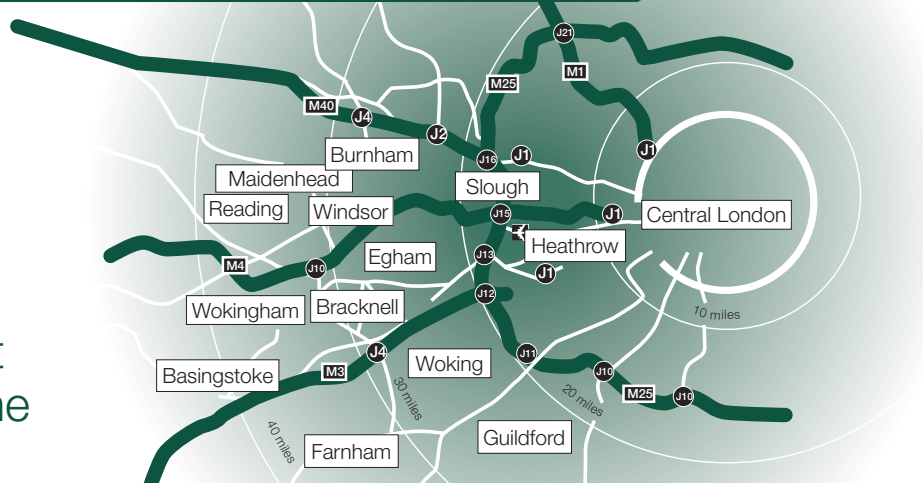 J21
M25
M1
M40
J4
J2
J1
J16
J1
Burnham
Maidenhead
Slough
Reading
Windsor
J15
J1
Central London
Heathrow
Egham
J13
M4
J10
J1
Wokingham
Bracknell
J12
10 miles
t
J4
J11
Woking
Basingstoke
M3
J10
ne
30 miles
20 miles
M25
J10
40 miles
Farnham
Guildford